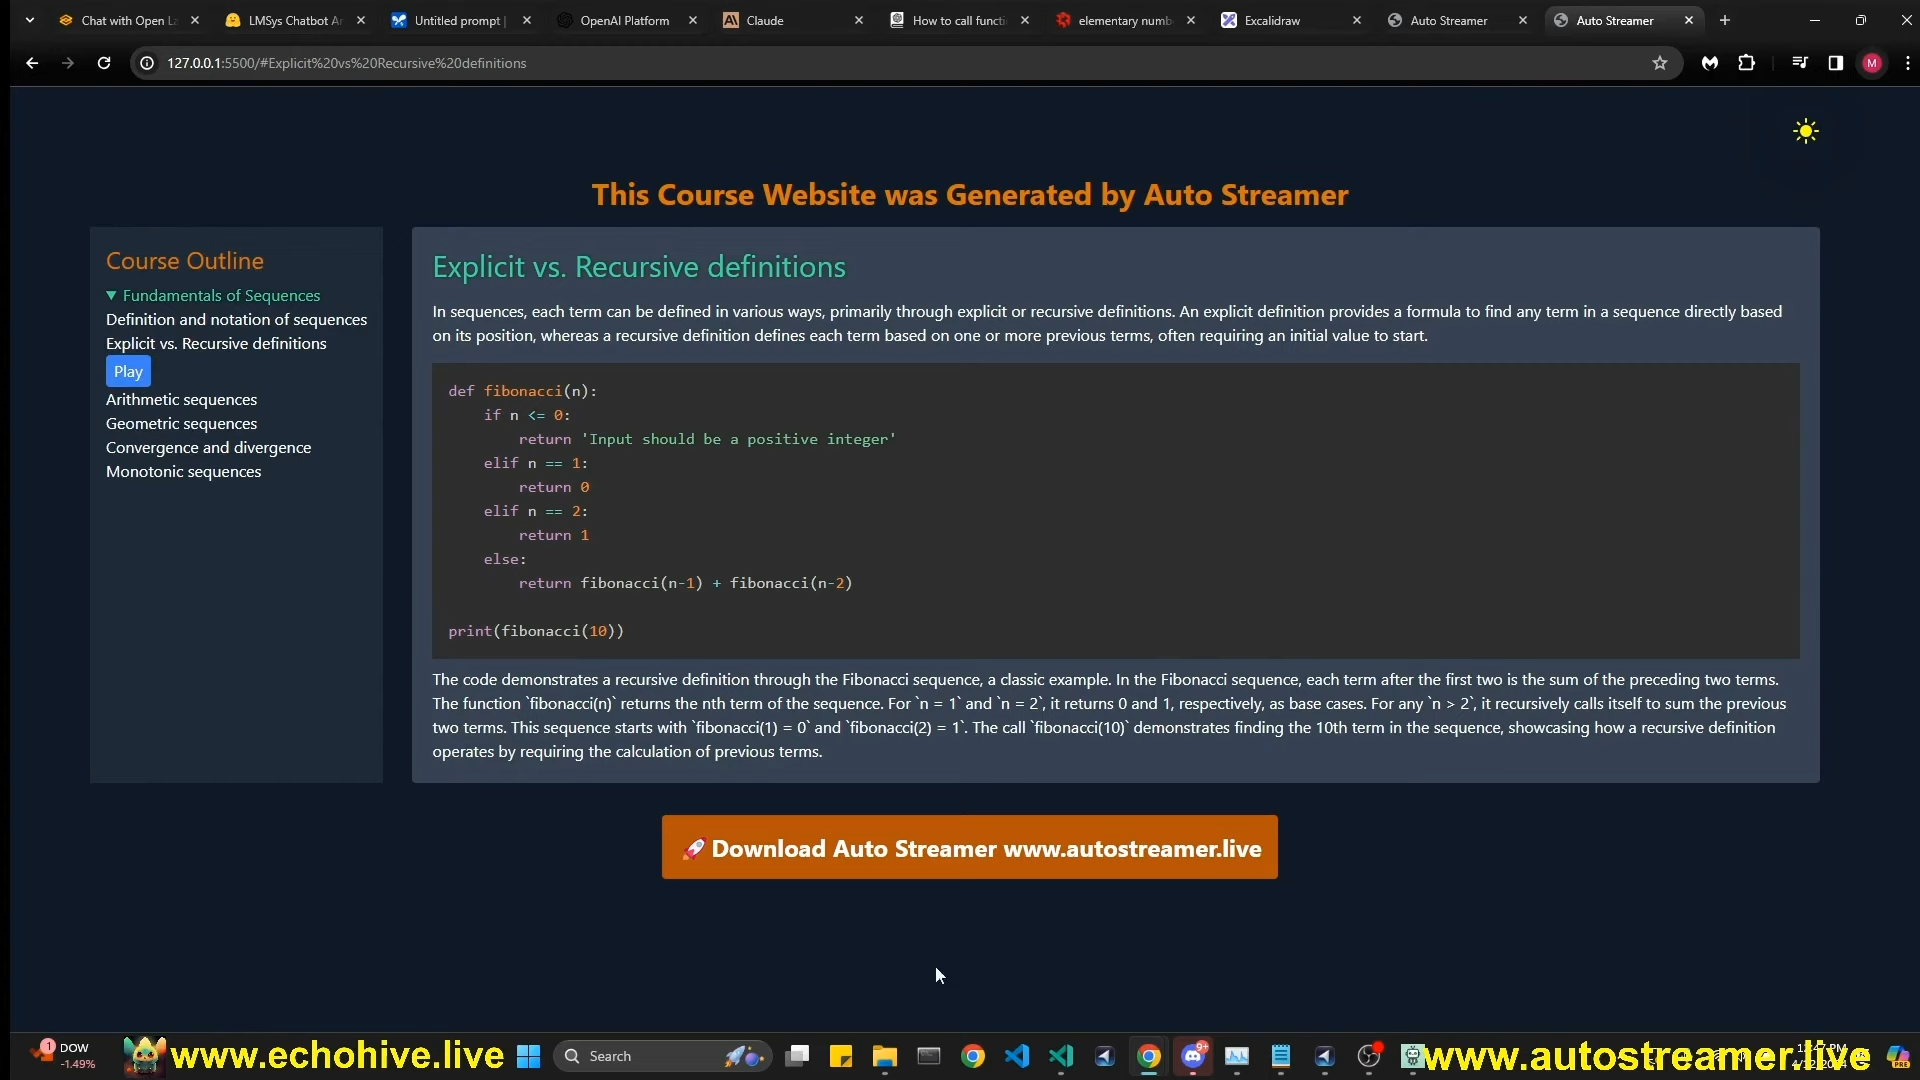 Chat with Open L
LMSys Chatbot Ar
Untitled prompt |
OpenAI Platform
Claude
How to call functi
elementary numb
Excalidraw
Auto Streamer
Auto Streamer
127.0.0.1:5500/#Explicit%20vs%20Recursive%20definitions
M
This Course Website was Generated by Auto Streamer
Course Outline
▼ Fundamentals of Sequences
Definition and notation of sequences
Explicit vs. Recursive definitions
Play
Arithmetic sequences
Geometric sequences
Convergence and divergence
Monotonic sequences
Explicit vs. Recursive definitions
In sequences, each term can be defined in various ways, primarily through explicit or recursive definitions. An explicit definition provides a formula to find any term in a sequence directly based
on its position, whereas a recursive definition defines each term based on one or more previous terms, often requiring an initial value to start.
def fibonacci(n):
    if n <= 0:
        return 'Input should be a positive integer'
    elif n == 1:
        return 0
    elif n == 2:
        return 1
    else:
        return fibonacci(n-1) + fibonacci(n-2)
print(fibonacci(10))
The code demonstrates a recursive definition through the Fibonacci sequence, a classic example. In the Fibonacci sequence, each term after the first two is the sum of the preceding two terms.
The function `fibonacci(n)` returns the nth term of the sequence. For `n = 1` and `n = 2`, it returns 0 and 1, respectively, as base cases. For any `n > 2`, it recursively calls itself to sum the previous
two terms. This sequence starts with `fibonacci(1) = 0` and `fibonacci(2) = 1`. The call `fibonacci(10)` demonstrates finding the 10th term in the sequence, showcasing how a recursive definition
operates by requiring the calculation of previous terms.
🚀 Download Auto Streamer www.autostreamer.live
1
DOW
-1.49%
www.echohive.live
Search
9+
www.autostreamer.live
PRE